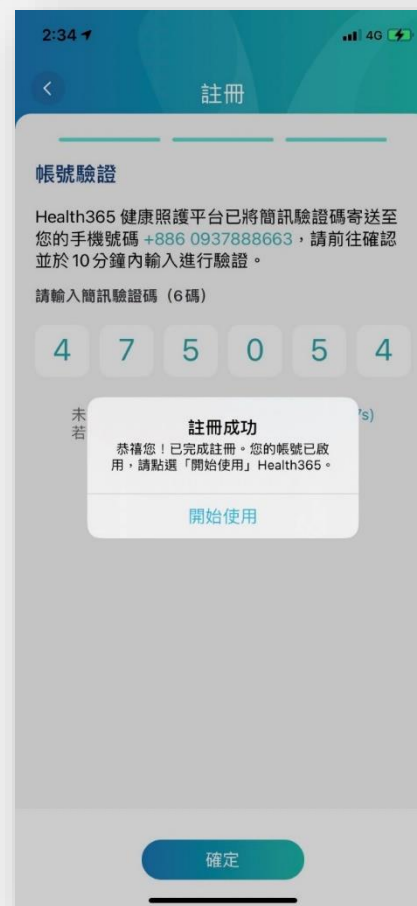 2:34
4G
註冊
帳號驗證
Health365 健康照護平台已將簡訊驗證碼寄送至
您的手機號碼 +886 0937888663，請前往確認
並於10分鐘內輸入進行驗證。
請輸入簡訊驗證碼（6碼）
4 7 5 0 5 4
未
若
註冊成功
恭禧您！已完成註冊。您的帳號已啟
用，請點選「開始使用」Health365。
開始使用
確定